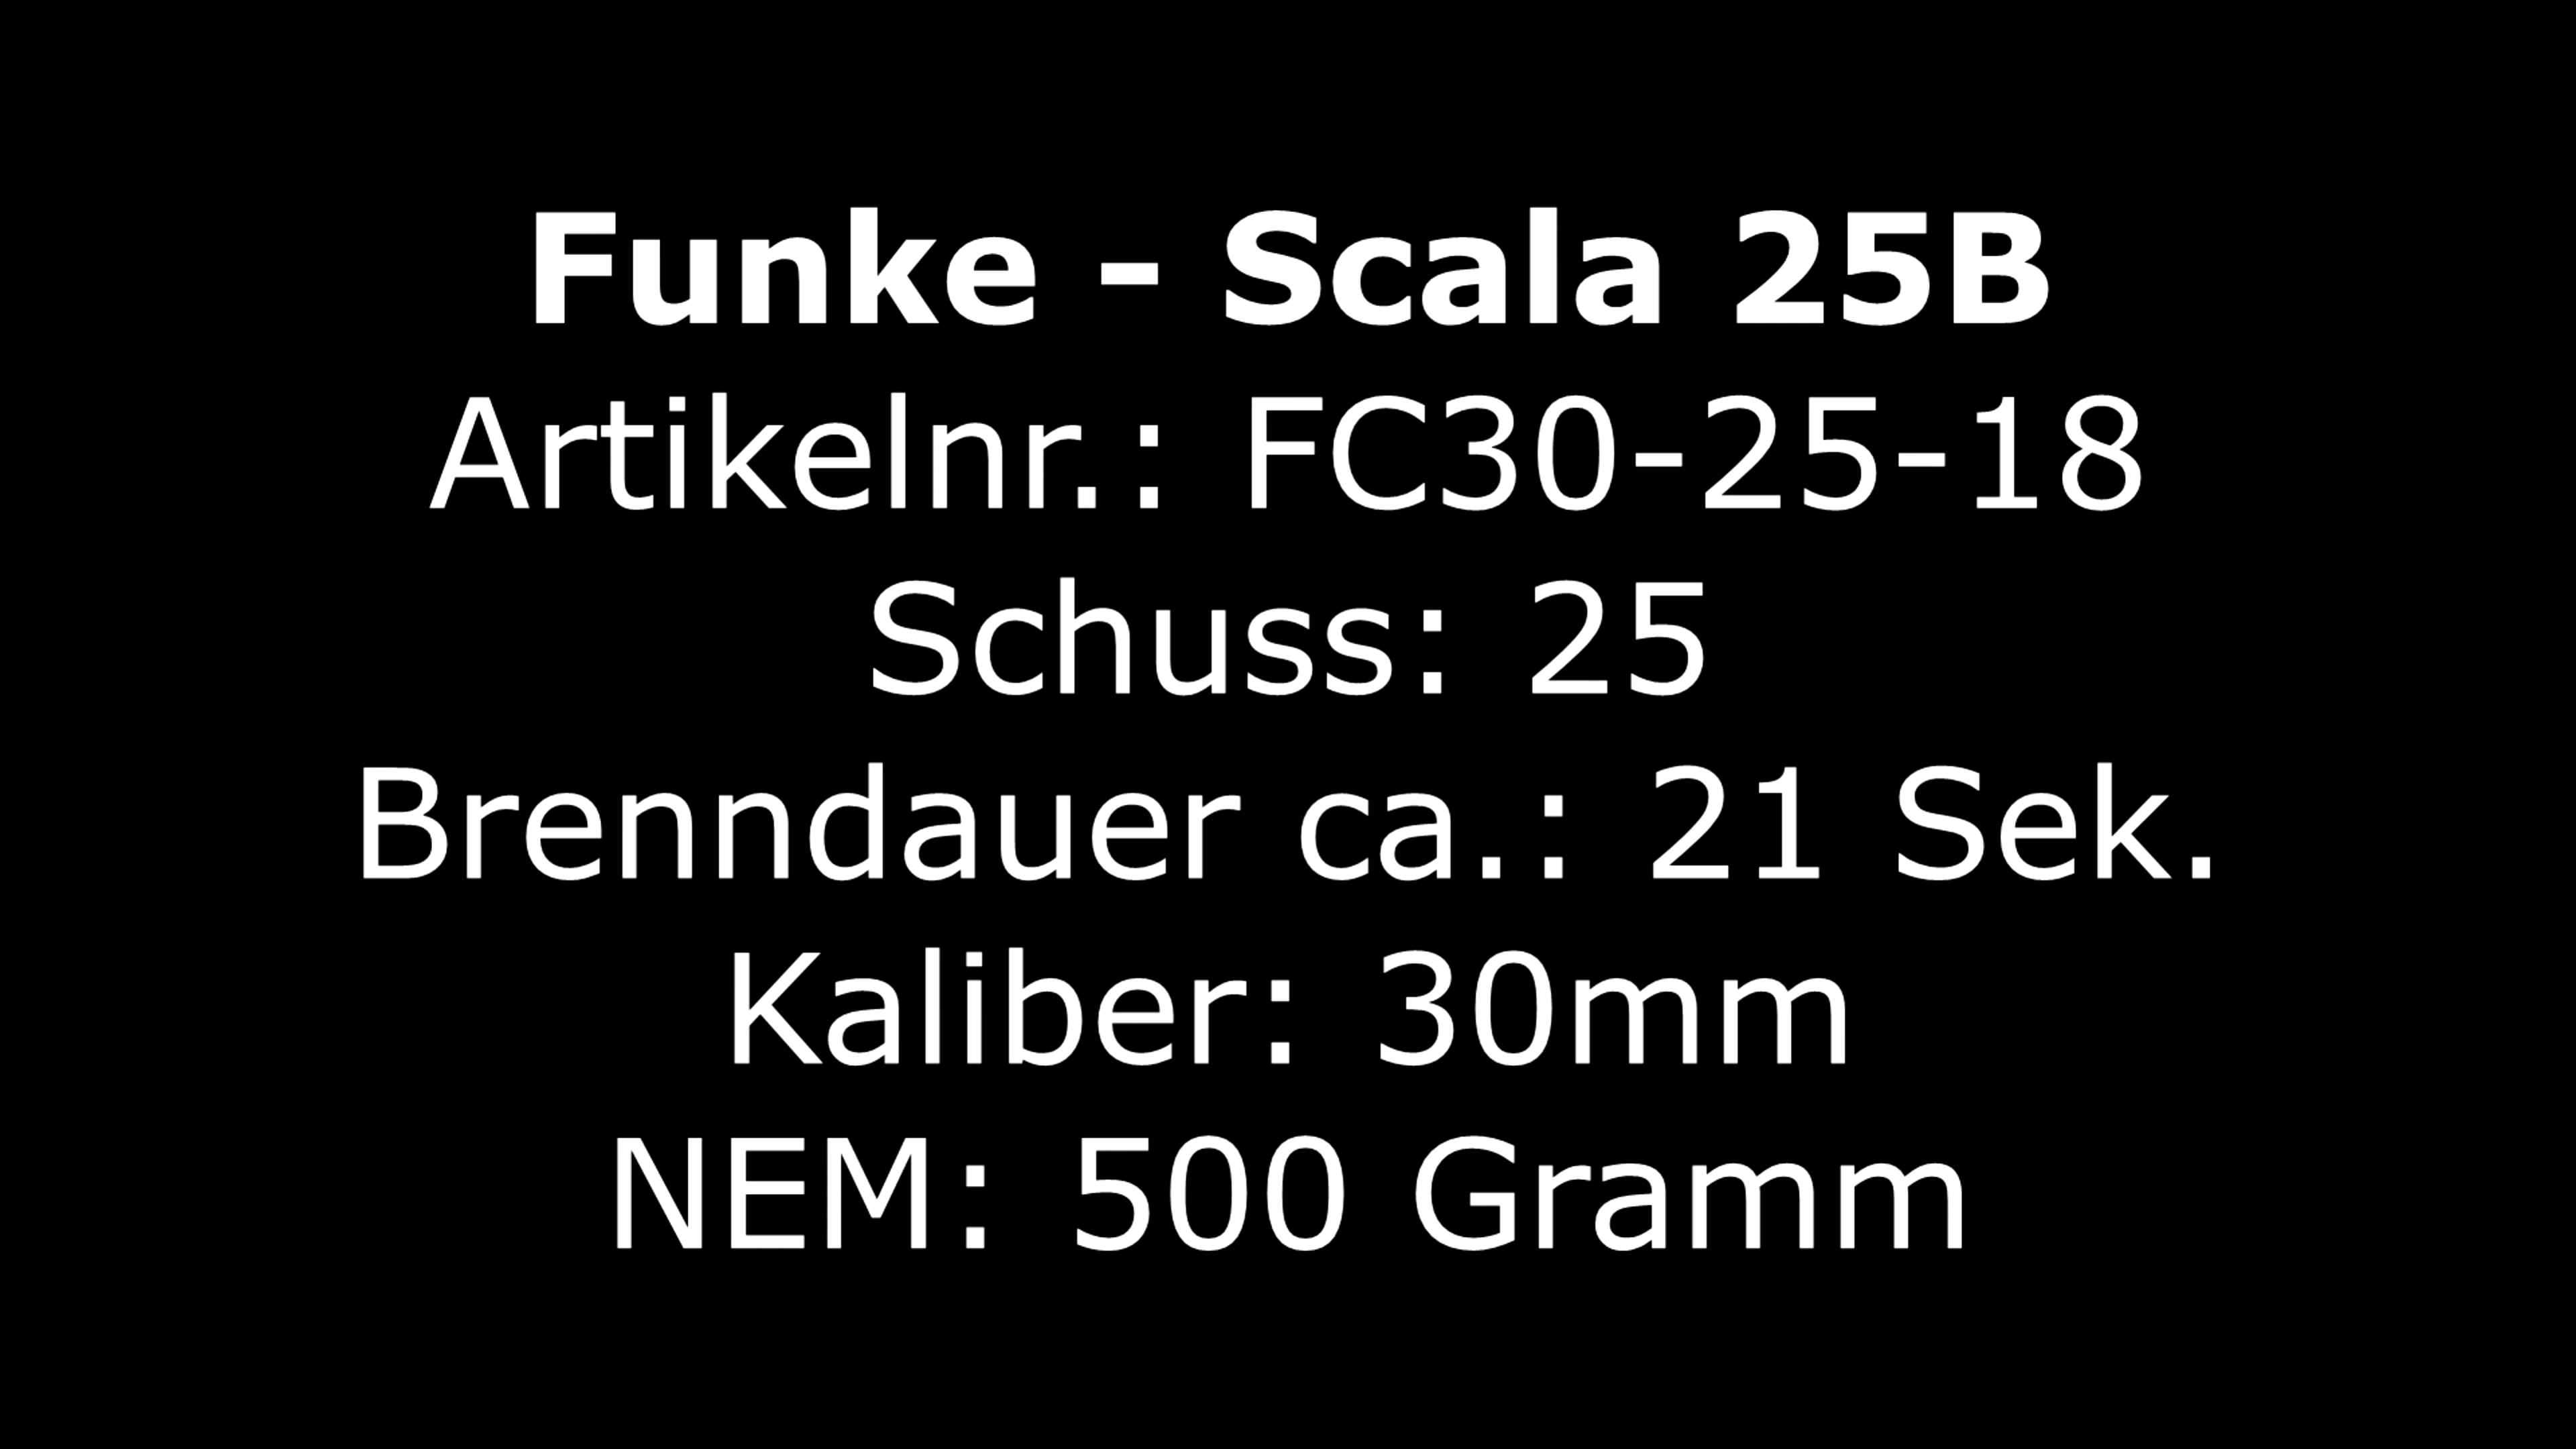 Funke - Scala 25B
Artikelnr.: FC30-25-18
Schuss: 25
Brenndauer ca.: 21 Sek.
Kaliber: 30mm
NEM: 500 Gramm